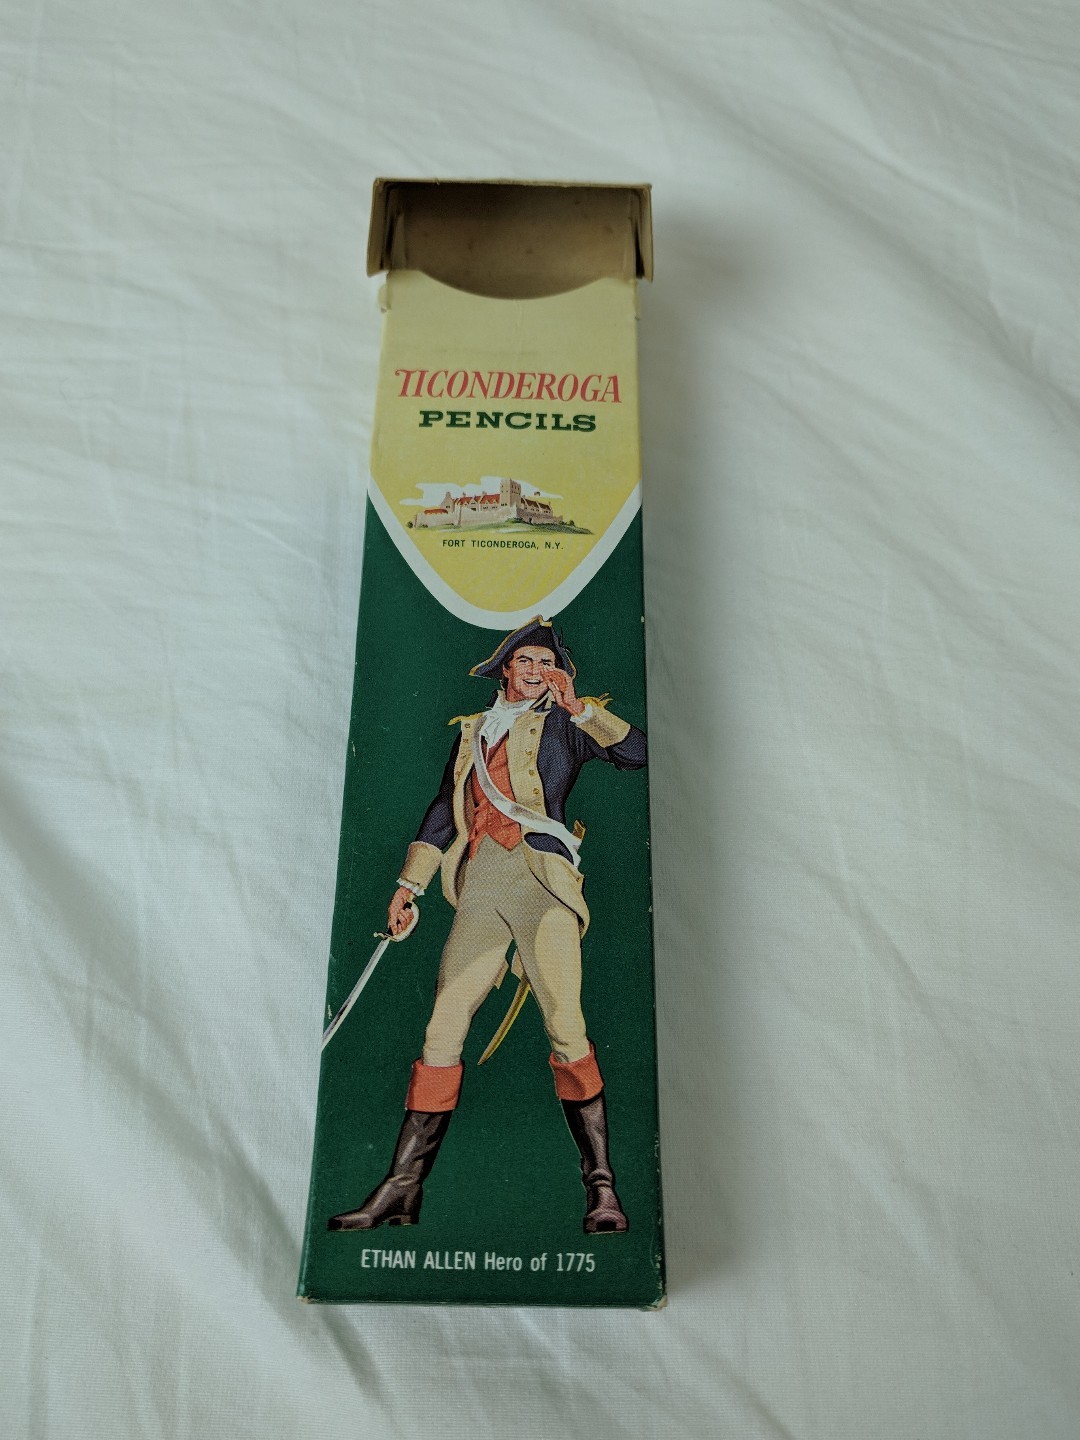 TICONDEROGA
PENCILS
FORT TICONDEROGA, N.Y.
ETHAN ALLEN Hero of 1775